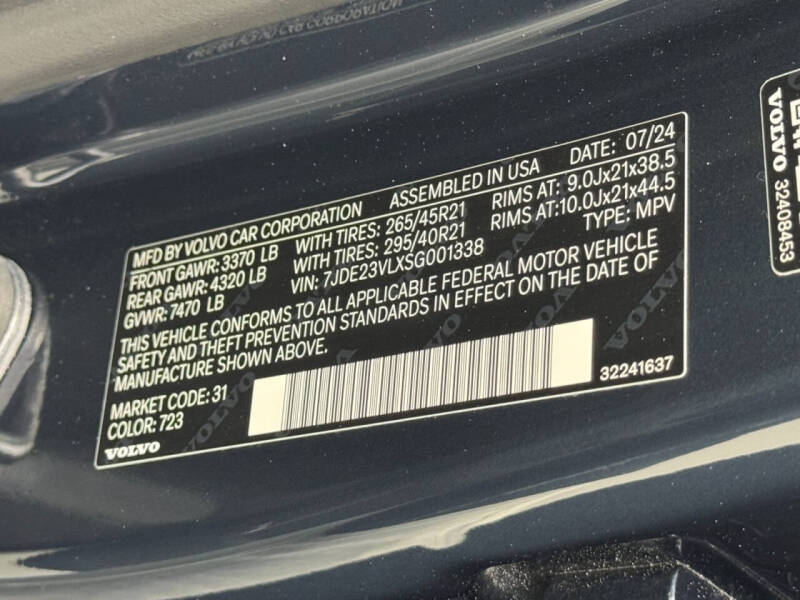 MFD BY VOLVO CAR CORPORATION ASSEMBLED IN USA DATE: 07/24
FRONT GAWR: 3370 LB WITH TIRES: 265/45R21 RIMS AT: 9.0Jx21x38.5
REAR GAWR: 4320 LB WITH TIRES: 295/40R21 RIMS AT:10.0Jx21x44.5
GVWR: 7470 LB VIN: 7JDE23VLXSG001338 TYPE: MPV
THIS VEHICLE CONFORMS TO ALL APPLICABLE FEDERAL MOTOR VEHICLE
SAFETY AND THEFT PREVENTION STANDARDS IN EFFECT ON THE DATE OF
MANUFACTURE SHOWN ABOVE.
MARKET CODE: 31
COLOR: 723
VOLVO
32241637
VOLVO 32408453